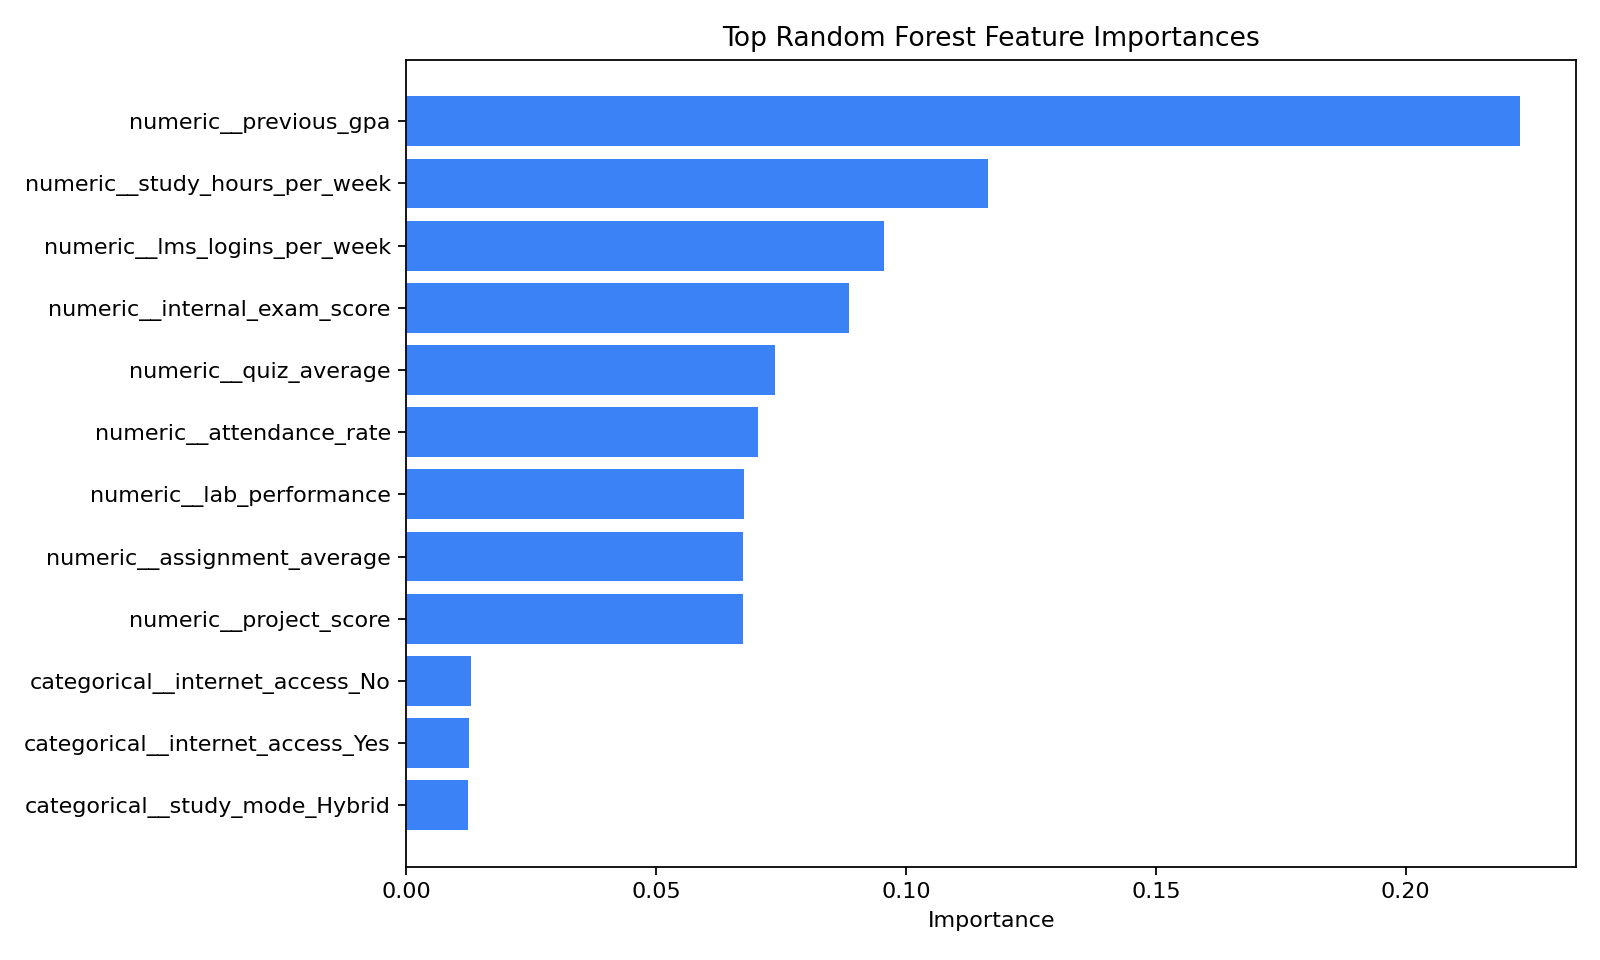 Top Random Forest Feature Importances
numeric__previous_gpa
numeric__study_hours_per_week
numeric__lms_logins_per_week
numeric__internal_exam_score
numeric__quiz_average
numeric__attendance_rate
numeric__lab_performance
numeric__assignment_average
numeric__project_score
categorical__internet_access_No
categorical__internet_access_Yes
categorical__study_mode_Hybrid
0.00 0.05 0.10 0.15 0.20
Importance